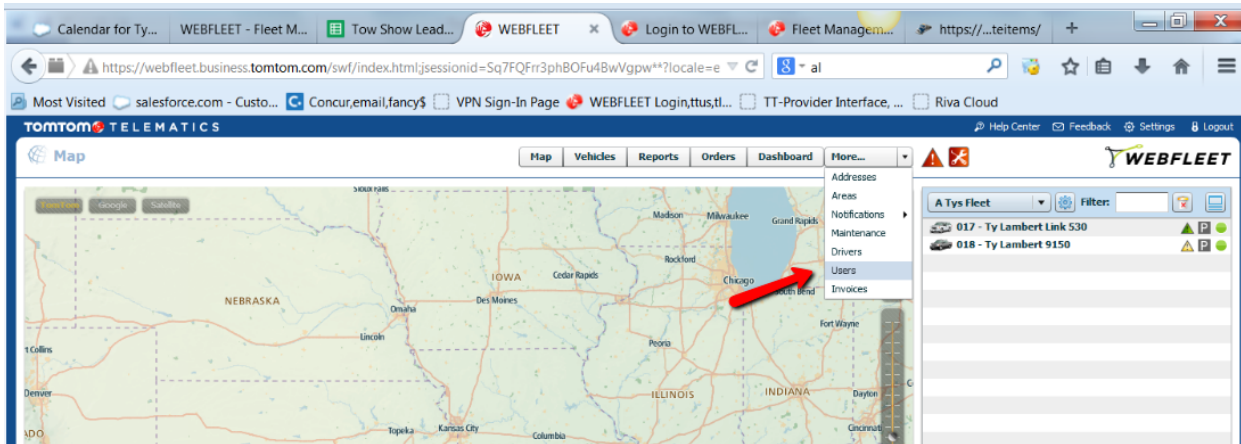 Calendar for Ty... WEBFLEET - Fleet M... Tow Show Lead... WEBFLEET × Login to WEBFL... Fleet Managem... https://...teitems/ +
https://webfleet.business.tomtom.com/swf/index.html;jsessionid=Sq7FQFrr3phBOFu4BwVgpw**?locale=e 8 al
Most Visited salesforce.com - Custo... Concur,email,fancy$ VPN Sign-In Page WEBFLEET Login,ttus,tl... TT-Provider Interface, ... Riva Cloud
TOMTOM TELEMATICS Help Center Feedback Settings Logout
Map Map Vehicles Reports Orders Dashboard More... WEBFLEET
Addresses
Areas
Notifications
Maintenance
Drivers
Users
Invoices
TomTom Google Satellite
A Tys Fleet Filter:
017 - Ty Lambert Link 530 P
018 - Ty Lambert 9150 P
Sioux Falls
Madison Milwaukee Grand Rapids
Rockford
IOWA Cedar Rapids Chicago
South Bend
NEBRASKA Omaha Des Moines
Fort Wayne
Lincoln Peoria
t Collins
Denver ILLINOIS INDIANA Dayton
DO Topeka Kansas City Columbia Cincinnati